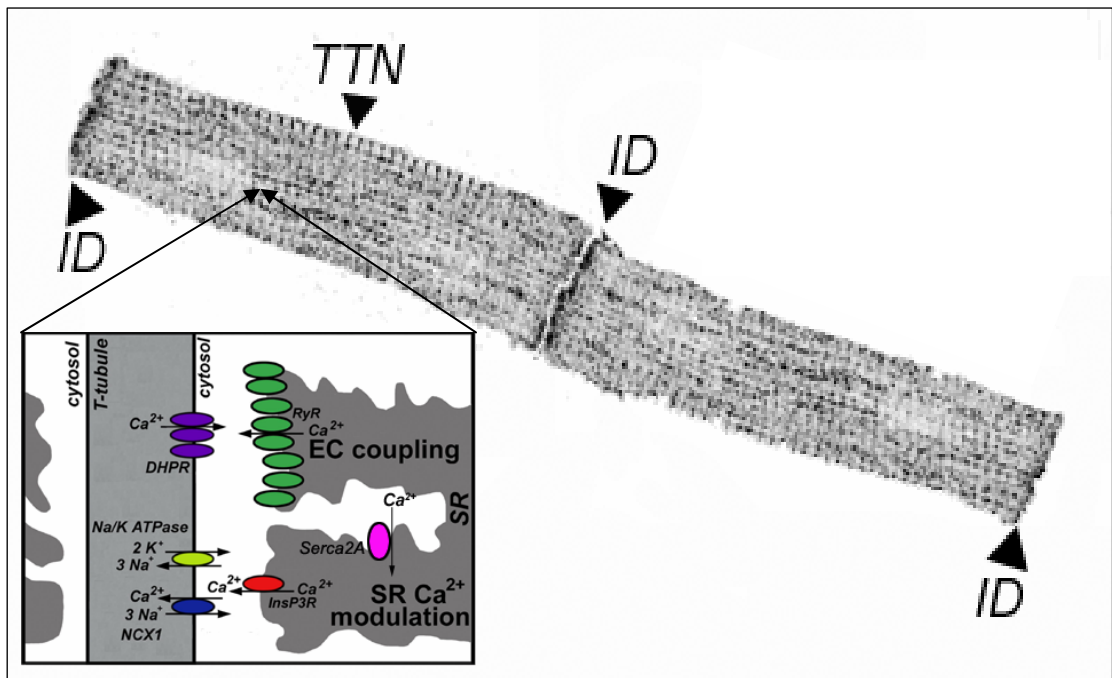 TTN
ID
ID
ID
cytosol
T-tubule
cytosol
Ca²⁺
DHPR
RyR
Ca²⁺
EC coupling
Ca²⁺
SR
Na/K ATPase
2 K⁺
3 Na⁺
Serca2A
Ca²⁺
3 Na⁺
NCX1
Ca²⁺
Ca²⁺
InsP3R
SR Ca²⁺
modulation